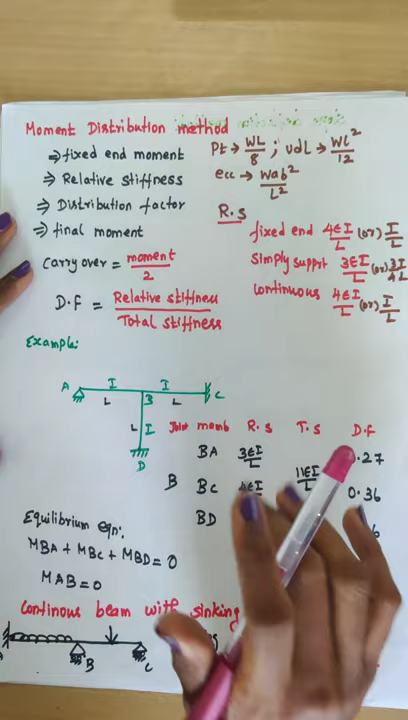 Moment Distribution method
⇒ fixed end moment
Pt → WL/8 ; udL → Wl²/12
⇒ Relative stiffness
ecc → Wab²/L²
⇒ Distribution factor
R.S
⇒ final moment
fixed end 4EI/L (or) I/L
Carry over = moment/2
Simply supprt 3EI/L (or) 3I/4L
D.F = Relative stiffness/Total stiffness
continuous 4EI/L (or) I/L
Example:
A I B I C
L L
L I
D
Joint memb R.S T.S D.F
B
BA 3EI/L .27
BC 4EI/L 11EI/L 0.36
BD 6
Equilibrium eqn:
MBA + MBC + MBD = 0
MAB = 0
Continous beam with sinking
B C